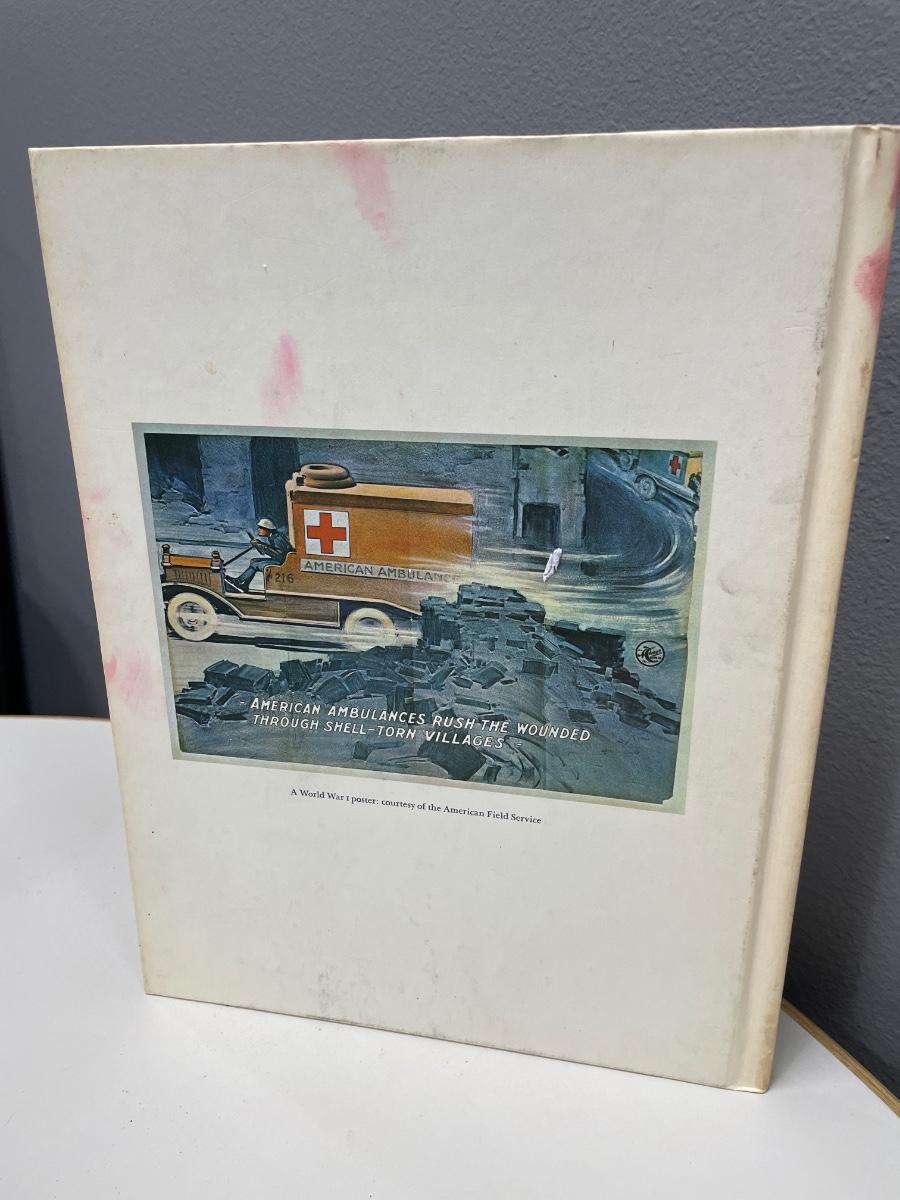 216
AMERICAN AMBULANCE
- AMERICAN AMBULANCES RUSH THE WOUNDED
THROUGH SHELL-TORN VILLAGES -
A World War I poster: courtesy of the American Field Service